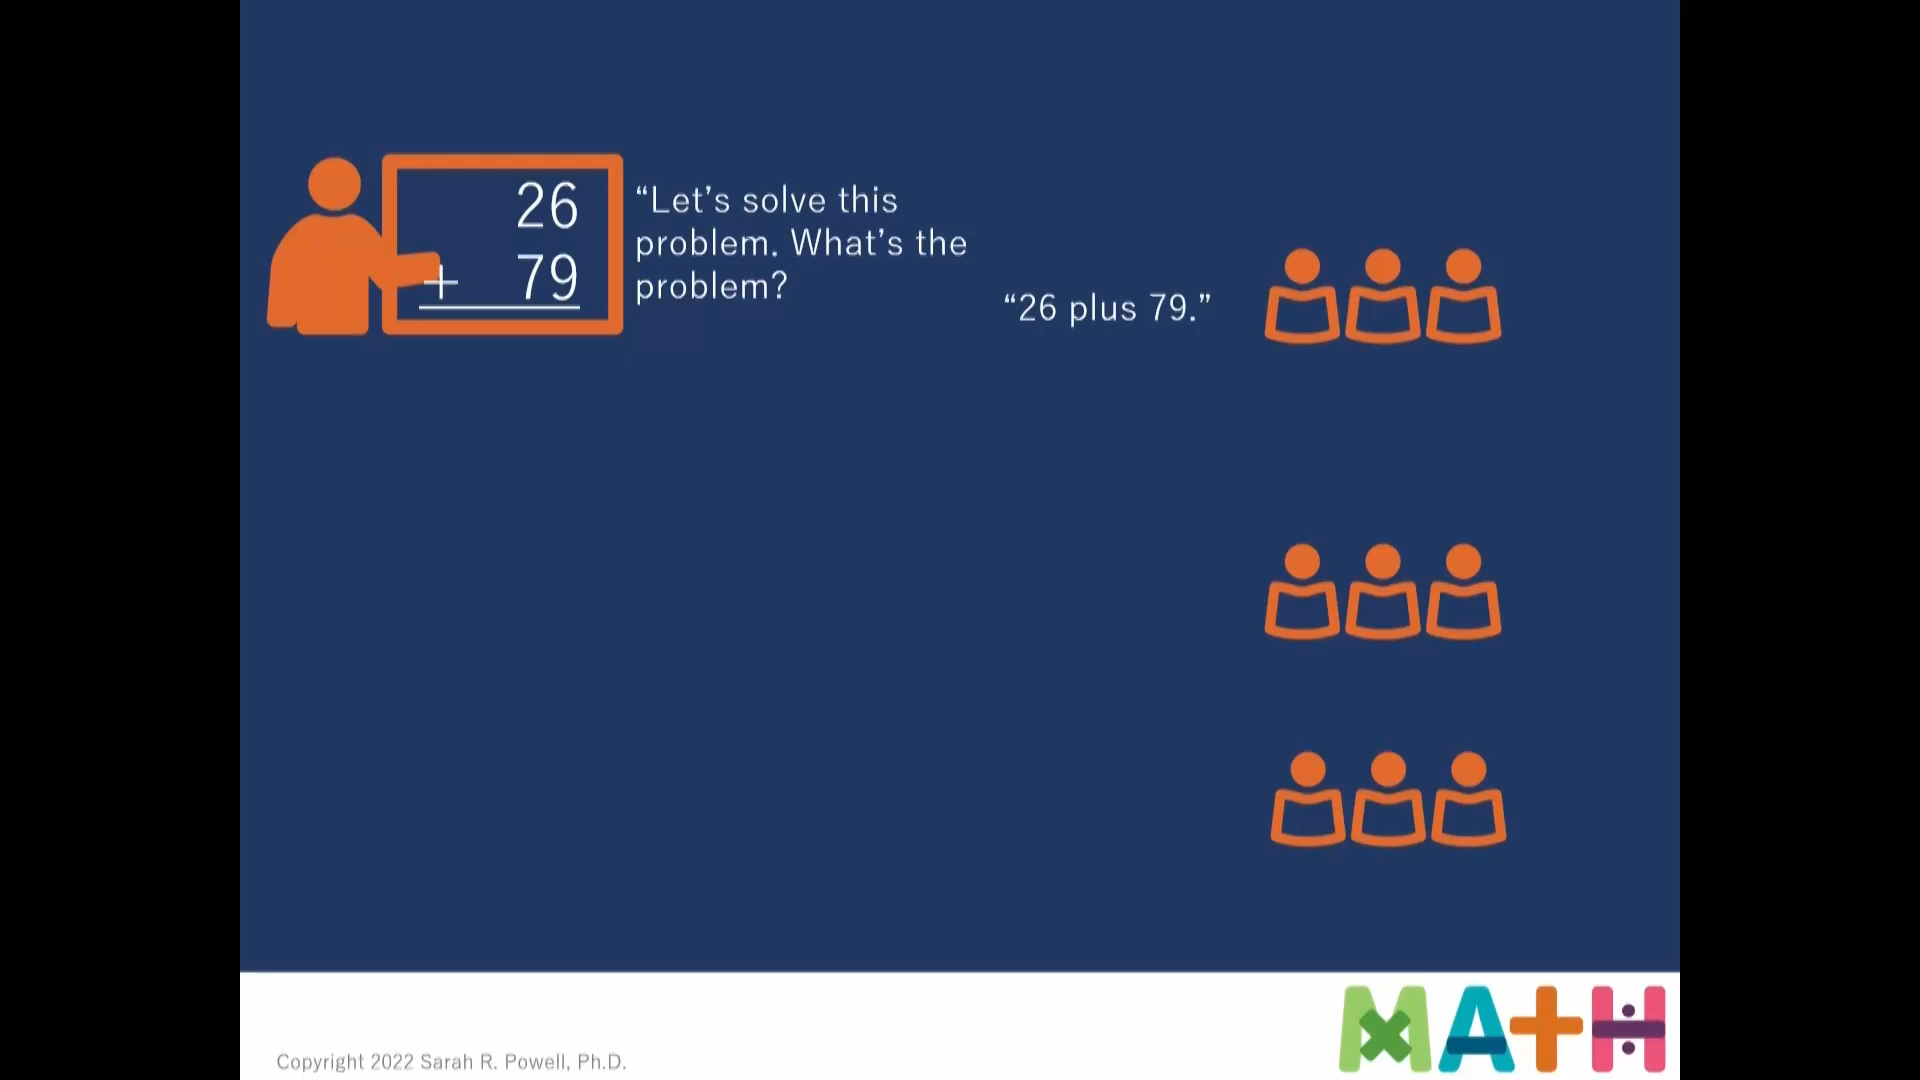 26
+ 79
“Let’s solve this
problem. What’s the
problem?
“26 plus 79.”
Copyright 2022 Sarah R. Powell, Ph.D.
MATH